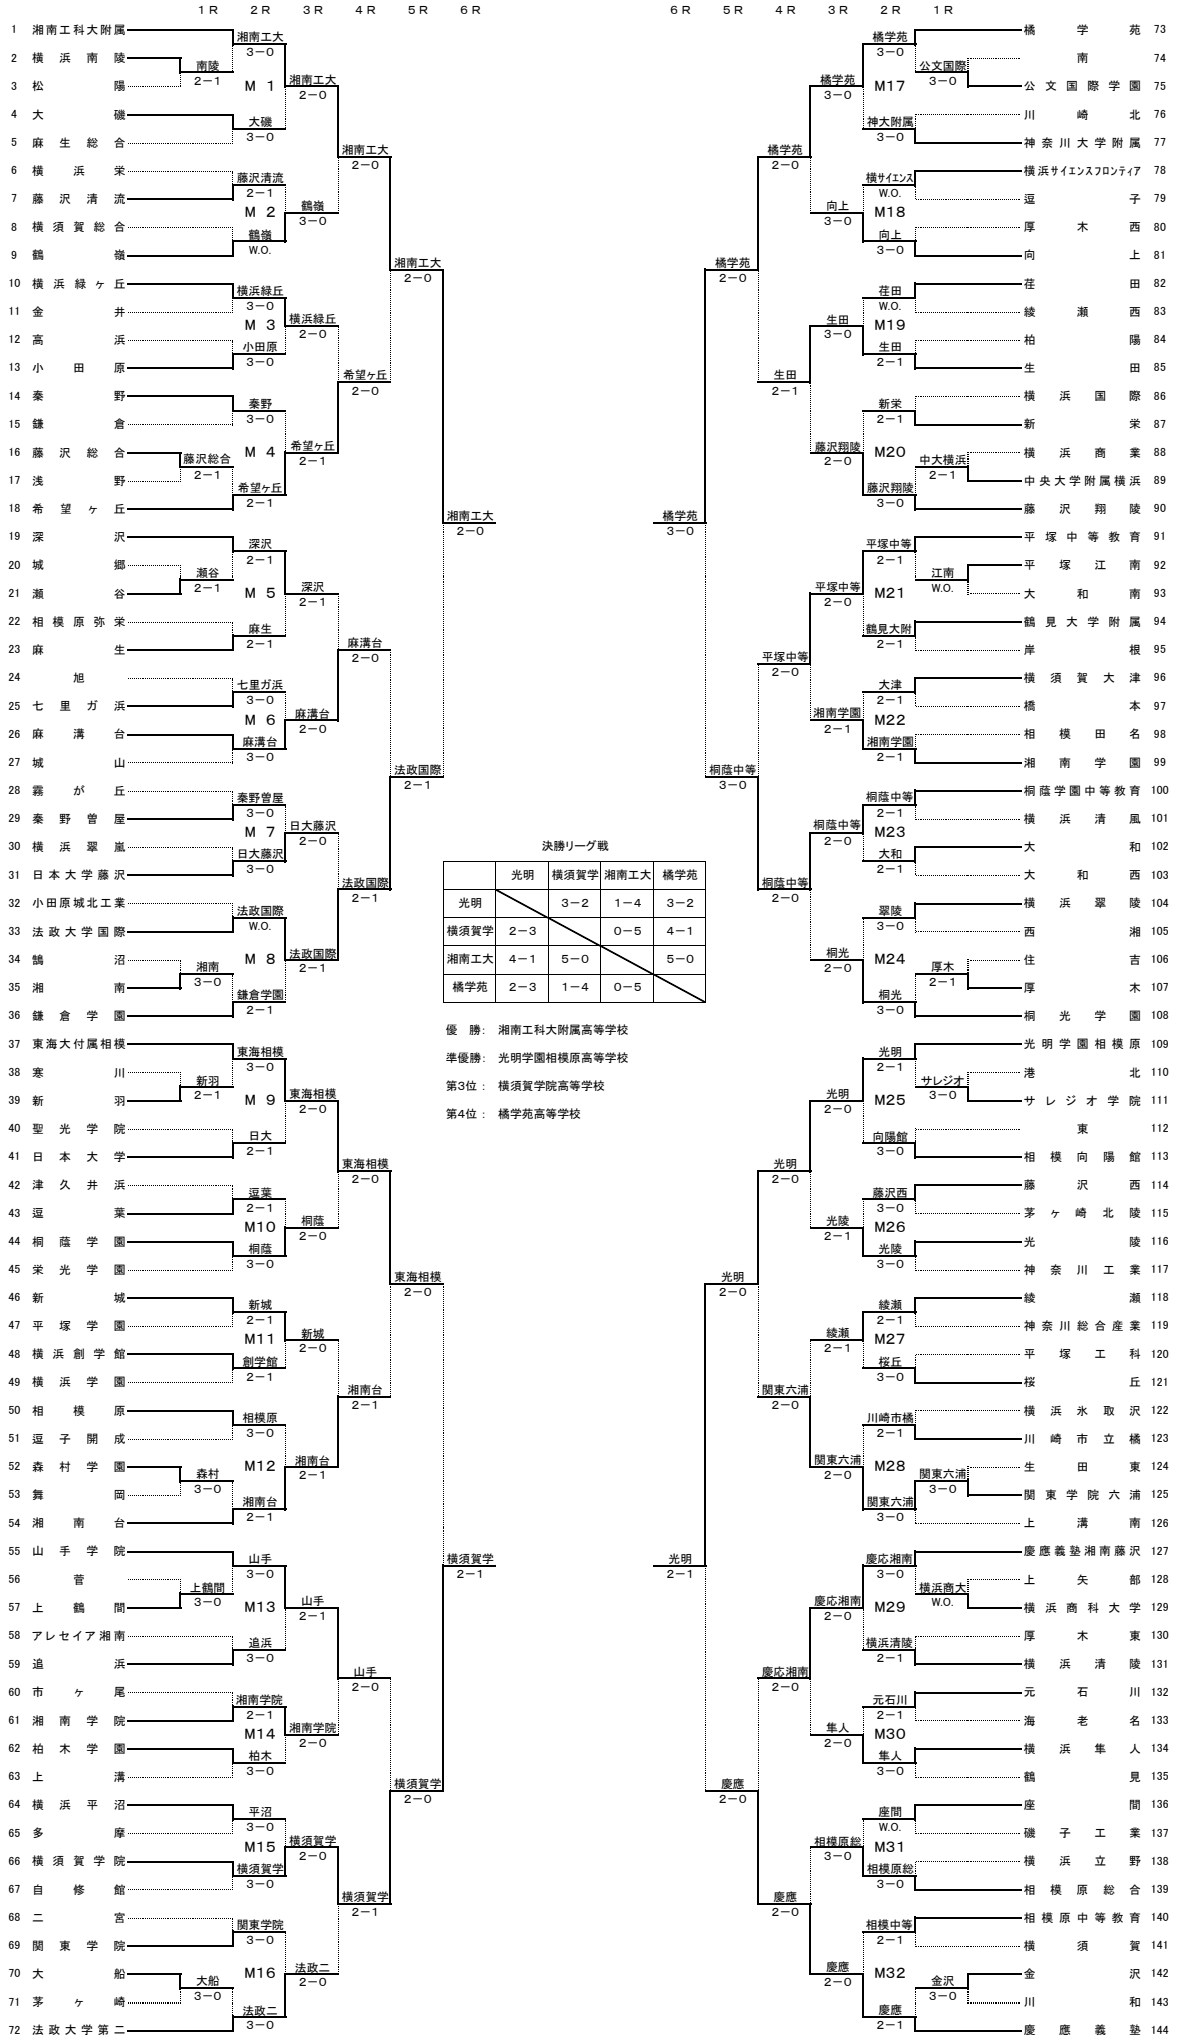 1R 2R 3R 4R 5R 6R
6R 5R 4R 3R 2R 1R
1 湘南工科大附属
2 横浜南陵
3 松陽
4 大磯
5 麻生総合
6 横浜栄
7 藤沢清流
8 横須賀総合
9 鶴嶺
10 横浜緑ヶ丘
11 金井
12 高浜
13 小田原
14 秦野
15 鎌倉
16 藤沢総合
17 浅野
18 希望ヶ丘
19 深沢
20 城郷
21 瀬谷
22 相模原弥栄
23 麻生
24 旭
25 七里ガ浜
26 麻溝台
27 城山
28 霧が丘
29 秦野曽屋
30 横浜翠嵐
31 日本大学藤沢
32 小田原城北工業
33 法政大学国際
34 鵠沼
35 湘南
36 鎌倉学園
37 東海大付属相模
38 寒川
39 新羽
40 聖光学院
41 日本大学
42 津久井浜
43 逗葉
44 桐蔭学園
45 栄光学園
46 新城
47 平塚学園
48 横浜創学館
49 横浜学園
50 相模原
51 逗子開成
52 森村学園
53 舞岡
54 湘南台
55 山手学院
56 菅
57 上鶴間
58 アレセイア湘南
59 追浜
60 市ヶ尾
61 湘南学院
62 柏木学園
63 上溝
64 横浜平沼
65 多摩
66 横須賀学院
67 自修館
68 二宮
69 関東学院
70 大船
71 茅ヶ崎
72 法政大学第二
南陵 2-1
藤沢総合 2-1
瀬谷 2-1
湘南 3-0
新羽 2-1
森村 3-0
上鶴間 3-0
大船 3-0
湘南工大 3-0
M 1
大磯 3-0
藤沢清流 2-1
M 2
鶴嶺 W.O.
横浜緑丘 3-0
M 3
小田原 3-0
秦野 3-0
M 4
希望ヶ丘 2-1
深沢 2-1
M 5
麻生 2-1
七里ガ浜 3-0
M 6
麻溝台 3-0
秦野曽屋 3-0
M 7
日大藤沢 3-0
法政国際 W.O.
M 8
鎌倉学園 2-1
東海相模 3-0
M 9
日大 2-1
逗葉 2-1
M10
桐蔭 3-0
新城 2-1
M11
創学館 2-1
相模原 3-0
M12
湘南台 2-1
山手 3-0
M13
追浜 3-0
湘南学院 2-1
M14
柏木 3-0
平沼 3-0
M15
横須賀学 3-0
関東学院 3-0
M16
法政二 3-0
湘南工大 2-0
鶴嶺 3-0
横浜緑丘 2-0
希望ヶ丘 2-1
深沢 2-1
麻溝台 2-0
日大藤沢 2-0
法政国際 2-1
東海相模 2-0
桐蔭 2-0
新城 2-0
湘南台 2-1
山手 2-1
湘南学院 2-0
横須賀学 2-0
法政二 2-0
湘南工大 2-0
希望ヶ丘 2-0
麻溝台 2-0
法政国際 2-1
東海相模 2-0
湘南台 2-1
山手 2-0
横須賀学 2-1
湘南工大 2-0
法政国際 2-1
東海相模 2-0
横須賀学 2-0
湘南工大 2-0
横須賀学 2-1
決勝リーグ戦
光明 横須賀学 湘南工大 橘学苑
光明 3-2 1-4 3-2
横須賀学 2-3 0-5 4-1
湘南工大 4-1 5-0 5-0
橘学苑 2-3 1-4 0-5
優 勝: 湘南工科大附属高等学校
準優勝: 光明学園相模原高等学校
第3位: 横須賀学院高等学校
第4位: 橘学苑高等学校
橘学苑 3-0
光明 2-1
橘学苑 2-0
桐蔭中等 3-0
光明 2-0
慶應 2-0
橘学苑 2-0
生田 2-1
平塚中等 2-0
桐蔭中等 2-0
光明 2-0
関東六浦 2-0
慶応湘南 2-0
慶應 2-0
橘学苑 3-0
向上 3-0
生田 3-0
藤沢翔陵 2-0
平塚中等 2-0
湘南学園 2-1
桐蔭中等 2-0
桐光 2-0
光明 2-0
光陵 2-1
綾瀬 2-1
関東六浦 2-0
慶応湘南 2-0
隼人 2-0
相模原総 3-0
慶應 2-0
橘学苑 3-0
M17
神大附属 3-0
横サイエンス W.O.
M18
向上 3-0
荏田 W.O.
M19
生田 2-1
新栄 2-1
M20
藤沢翔陵 3-0
平塚中等 2-1
M21
鶴見大附 2-1
大津 2-1
M22
湘南学園 2-1
桐蔭中等 2-1
M23
大和 2-1
翠陵 3-0
M24
桐光 3-0
光明 2-1
M25
向陽館 3-0
藤沢西 3-0
M26
光陵 3-0
綾瀬 2-1
M27
桜丘 3-0
川崎市橘 2-1
M28
関東六浦 3-0
慶応湘南 3-0
M29
横浜清陵 2-1
元石川 2-1
M30
隼人 3-0
座間 W.O.
M31
相模原総 3-0
相模中等 2-1
M32
慶應 2-1
公文国際 3-0
中大横浜 2-1
江南 W.O.
厚木 2-1
サレジオ 3-0
関東六浦 3-0
横浜商大 W.O.
金沢 3-0
橘学苑 73
南 74
公文国際学園 75
川崎北 76
神奈川大学附属 77
横浜サイエンスフロンティア 78
逗子 79
厚木西 80
向上 81
荏田 82
綾瀬西 83
柏陽 84
生田 85
横浜国際 86
新栄 87
横浜商業 88
中央大学附属横浜 89
藤沢翔陵 90
平塚中等教育 91
平塚江南 92
大和南 93
鶴見大学附属 94
岸根 95
横須賀大津 96
橋本 97
相模田名 98
湘南学園 99
桐蔭学園中等教育 100
横浜清風 101
大和 102
大和西 103
横浜翠陵 104
西湘 105
住吉 106
厚木 107
桐光学園 108
光明学園相模原 109
港北 110
サレジオ学院 111
東 112
相模向陽館 113
藤沢西 114
茅ヶ崎北陵 115
光陵 116
神奈川工業 117
綾瀬 118
神奈川総合産業 119
平塚工科 120
桜丘 121
横浜氷取沢 122
川崎市立橘 123
生田東 124
関東学院六浦 125
上溝南 126
慶應義塾湘南藤沢 127
上矢部 128
横浜商科大学 129
厚木東 130
横浜清陵 131
元石川 132
海老名 133
横浜隼人 134
鶴見 135
座間 136
磯子工業 137
横浜立野 138
相模原総合 139
相模原中等教育 140
横須賀 141
金沢 142
川和 143
慶應義塾 144